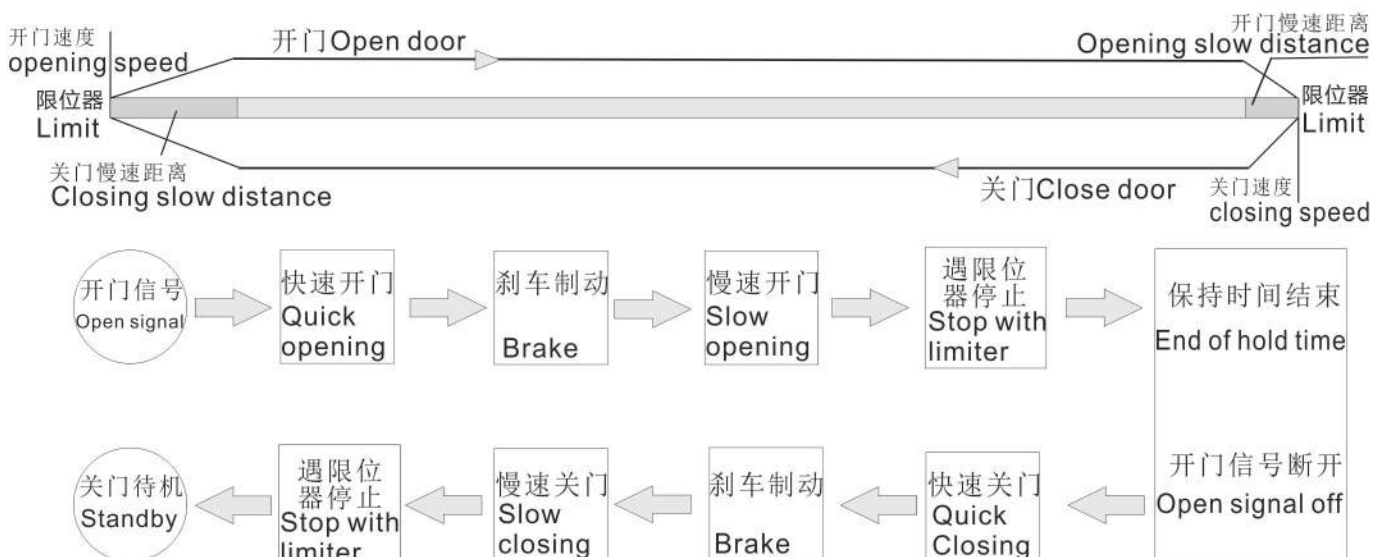 开门速度
opening speed
开门Open door
开门慢速距离
Opening slow distance
限位器
Limit
限位器
Limit
关门慢速距离
Closing slow distance
关门Close door
关门速度
closing speed
开门信号
Open signal
快速开门
Quick
opening
刹车制动
Brake
慢速开门
Slow
opening
遇限位
器停止
Stop with
limiter
保持时间结束
End of hold time
开门信号断开
Open signal off
快速关门
Quick
Closing
刹车制动
Brake
慢速关门
Slow
closing
遇限位
器停止
Stop with
limiter
关门待机
Standby